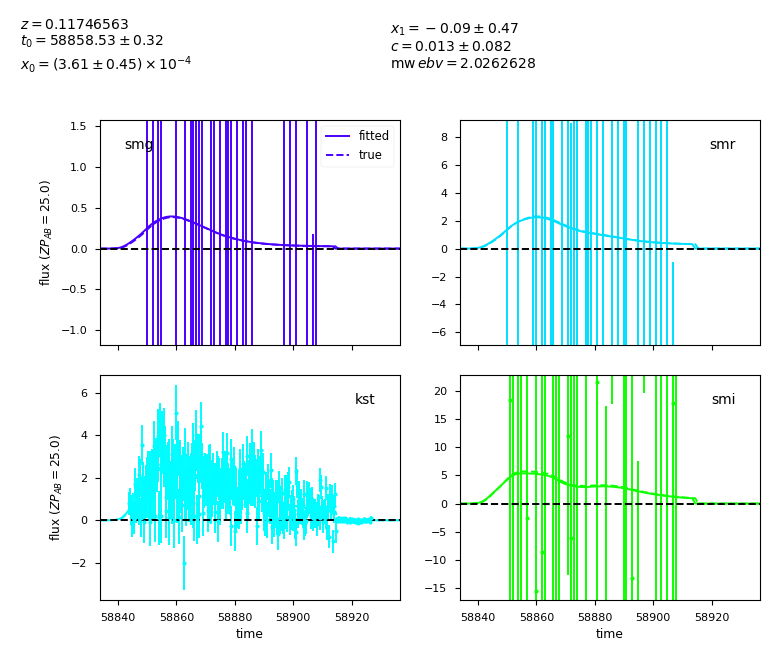 z = 0.11746563
t₀ = 58858.53 ± 0.32
x₀ = (3.61 ± 0.45) × 10⁻⁴
x₁ = −0.09 ± 0.47
c = 0.013 ± 0.082
mw ebv = 2.0262628
smg
fitted
true
1.5
1.0
0.5
0.0
−0.5
−1.0
flux (ZP_AB = 25.0)
smr
8
6
4
2
0
−2
−4
−6
kst
6
4
2
0
−2
flux (ZP_AB = 25.0)
58840 58860 58880 58900 58920
time
smi
20
15
10
5
0
−5
−10
−15
58840 58860 58880 58900 58920
time